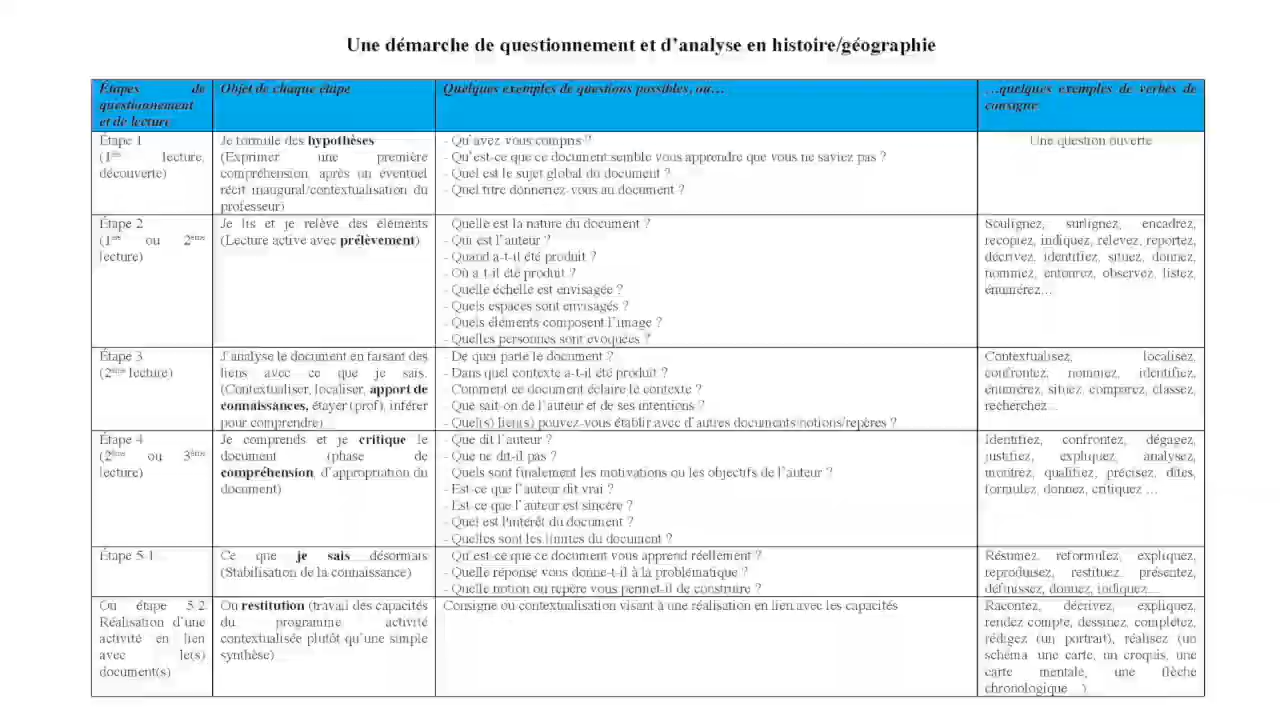 Une démarche de questionnement et d'analyse en histoire/géographie
Étapes de questionnement et de lecture
Objet de chaque étape
Quelques exemples de questions possibles, ou…
…quelques exemples de verbes de consigne
Étape 1
(1ère lecture, découverte)
Je formule des hypothèses
(Exprimer une première
compréhension, après un éventuel
récit inaugural/contextualisation du
professeur)
- Qu'avez vous compris ?
- Qu'est-ce que ce document semble vous apprendre que vous ne saviez pas ?
- Quel est le sujet global du document ?
- Quel titre donneriez-vous au document ?
Une question ouverte
Étape 2
(1ère ou 2ème
lecture)
Je lis et je relève des éléments
(Lecture active avec prélèvement)
Quelle est la nature du document ?
- Qui est l'auteur ?
- Quand a-t-il été produit ?
- Où a t-il été produit ?
- Quelle échelle est envisagée ?
- Quels espaces sont envisagés ?
- Quels éléments composent l'image ?
- Quelles personnes sont évoquées ?
Soulignez, surlignez, encadrez,
recopiez, indiquez, relevez, reportez,
décrivez, identifiez, situez, donnez,
nommez, entourez, observez, listez,
énumérez…
Étape 3
(2ème lecture)
J'analyse le document en faisant des
liens avec ce que je sais.
(Contextualiser, localiser, apport de
connaissances, étayer (prof), inférer
pour comprendre)
- De quoi parle le document ?
- Dans quel contexte a-t-il été produit ?
Comment ce document éclaire le contexte ?
- Que sait-on de l'auteur et de ses intentions ?
- Quel(s) lien(s) pouvez-vous établir avec d'autres documents/notions/repères ?
Contextualisez, localisez,
confrontez, nommez, identifiez,
énumérez, situez, comparez, classez,
recherchez…
Étape 4
(2ème ou 3ème
lecture)
Je comprends et je critique le
document (phase de
compréhension, d'appropriation du
document)
- Que dit l'auteur ?
- Que ne dit-il pas ?
Quels sont finalement les motivations ou les objectifs de l'auteur ?
- Est-ce que l'auteur dit vrai ?
- Est-ce que l'auteur est sincère ?
- Quel est l'intérêt du document ?
- Quelles sont les limites du document ?
Identifiez, confrontez, dégagez,
justifiez, expliquez, analysez,
montrez, qualifiez, précisez, dites,
formulez, donnez, critiquez …
Étape 5-1
Ce que je sais désormais
(Stabilisation de la connaissance)
Qu'est-ce que ce document vous apprend réellement ?
- Quelle réponse vous donne-t-il à la problématique ?
- Quelle notion ou repère vous permet-il de construire ?
Résumez, reformulez, expliquez,
reproduisez, restituez, présentez,
définissez, donnez, indiquez…
Ou étape 5-2
Réalisation d'une
activité en lien
avec le(s)
document(s)
Ou restitution (travail des capacités
du programme activité
contextualisée plutôt qu'une simple
synthèse)
Consigne ou contextualisation visant à une réalisation en lien avec les capacités
Racontez, décrivez, expliquez,
rendez compte, dessinez, complétez,
rédigez (un portrait), réalisez (un
schéma, une carte, un croquis, une
carte mentale, une flèche
chronologique…)